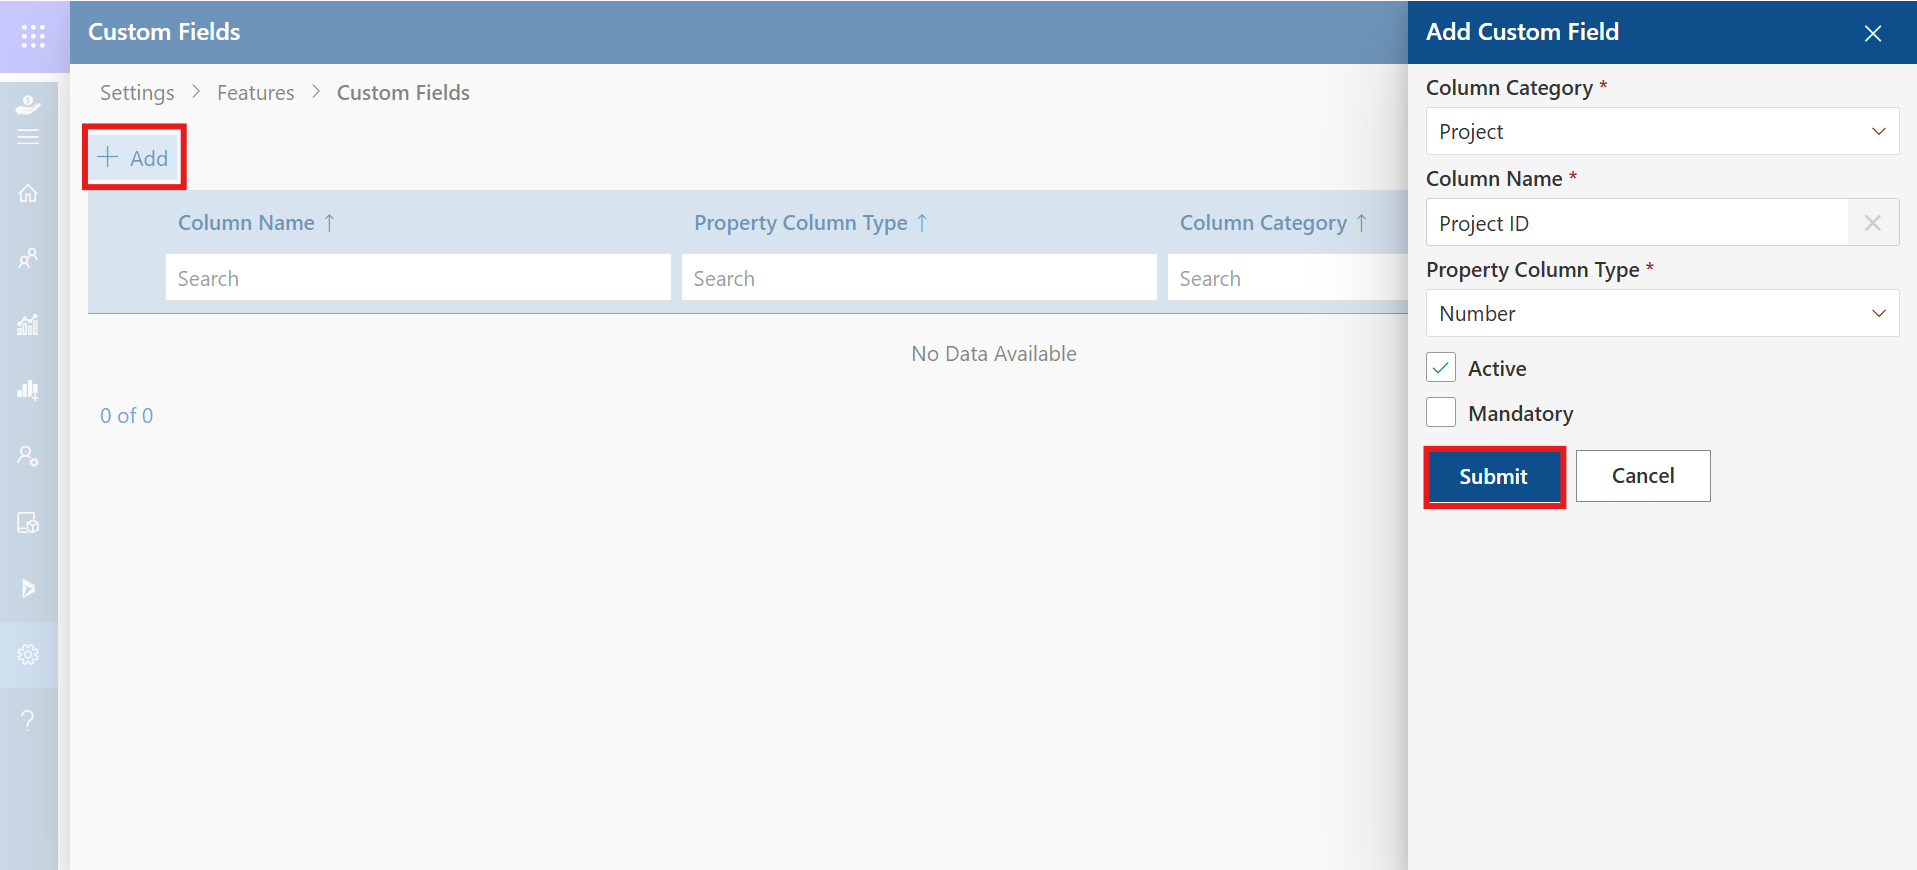 Custom Fields
Settings > Features > Custom Fields
+ Add
Column Name ↑ Property Column Type ↑ Column Category ↑
Search Search Search
No Data Available
0 of 0
Add Custom Field
Column Category *
Project
Column Name *
Project ID
Property Column Type *
Number
Active
Mandatory
Submit Cancel